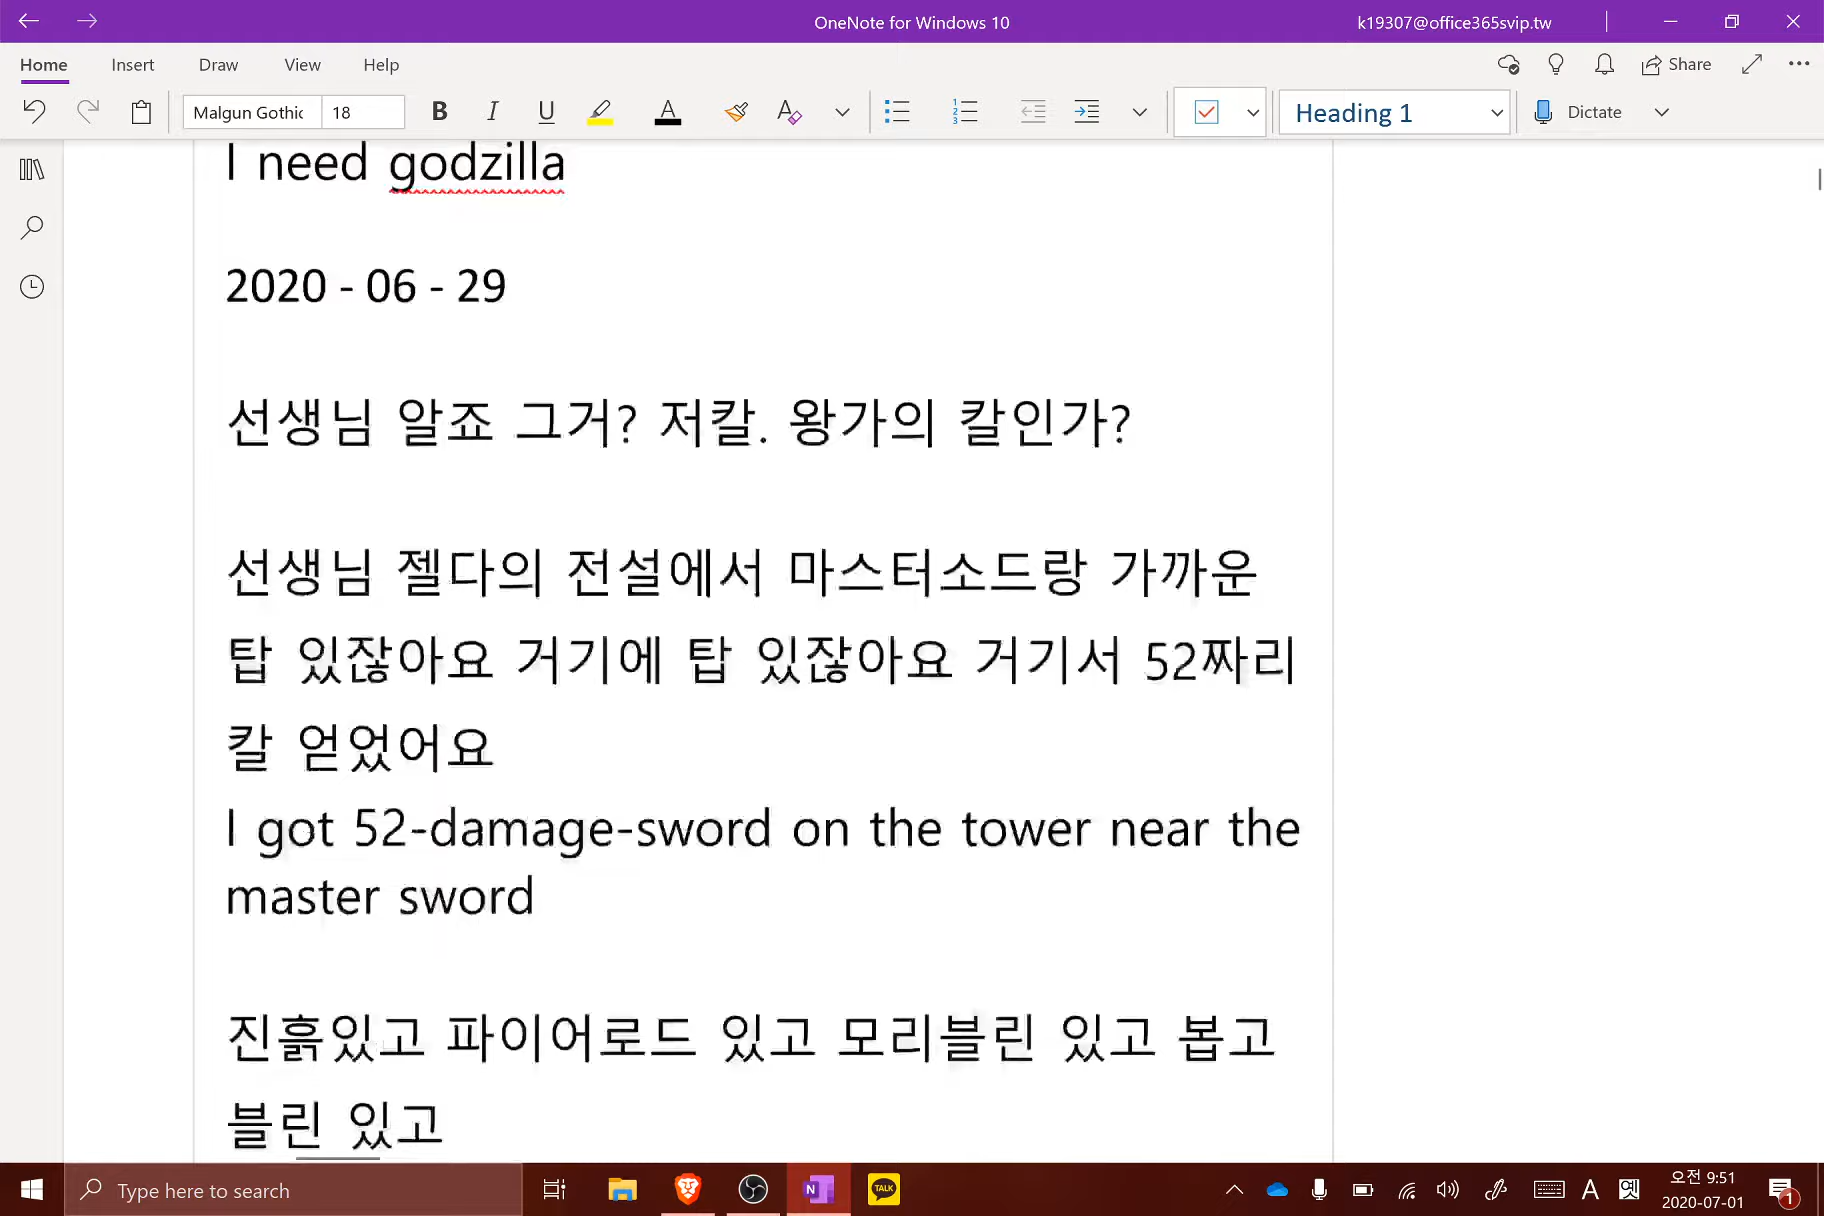 OneNote for Windows 10
k19307@office365svip.tw
Home Insert Draw View Help
Share
Malgun Gothic 18 B I U A A Heading 1 Dictate
I need godzilla
2020 - 06 - 29
선생님 알죠 그거? 저칼. 왕가의 칼인가?
선생님 젤다의 전설에서 마스터소드랑 가까운
탑 있잖아요 거기에 탑 있잖아요 거기서 52짜리
칼 얻었어요
I got 52-damage-sword on the tower near the
master sword
진흙있고 파이어로드 있고 모리블린 있고 봅고
블린 있고
Type here to search
N
TALK
A
오전 9:51
2020-07-01
1